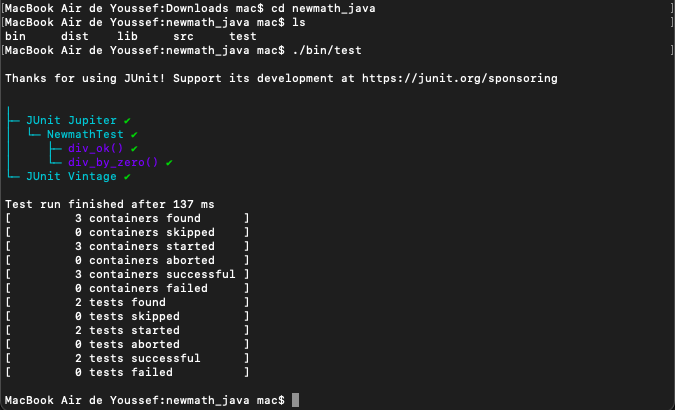 [MacBook Air de Youssef:Downloads mac$ cd newmath_java ]
[MacBook Air de Youssef:newmath_java mac$ ls ]
bin dist lib src test
[MacBook Air de Youssef:newmath_java mac$ ./bin/test ]
Thanks for using JUnit! Support its development at https://junit.org/sponsoring
├─ JUnit Jupiter ✔
│ └─ NewmathTest ✔
│ ├─ div_ok() ✔
│ └─ div_by_zero() ✔
└─ JUnit Vintage ✔
Test run finished after 137 ms
[ 3 containers found ]
[ 0 containers skipped ]
[ 3 containers started ]
[ 0 containers aborted ]
[ 3 containers successful ]
[ 0 containers failed ]
[ 2 tests found ]
[ 0 tests skipped ]
[ 2 tests started ]
[ 0 tests aborted ]
[ 2 tests successful ]
[ 0 tests failed ]
MacBook Air de Youssef:newmath_java mac$